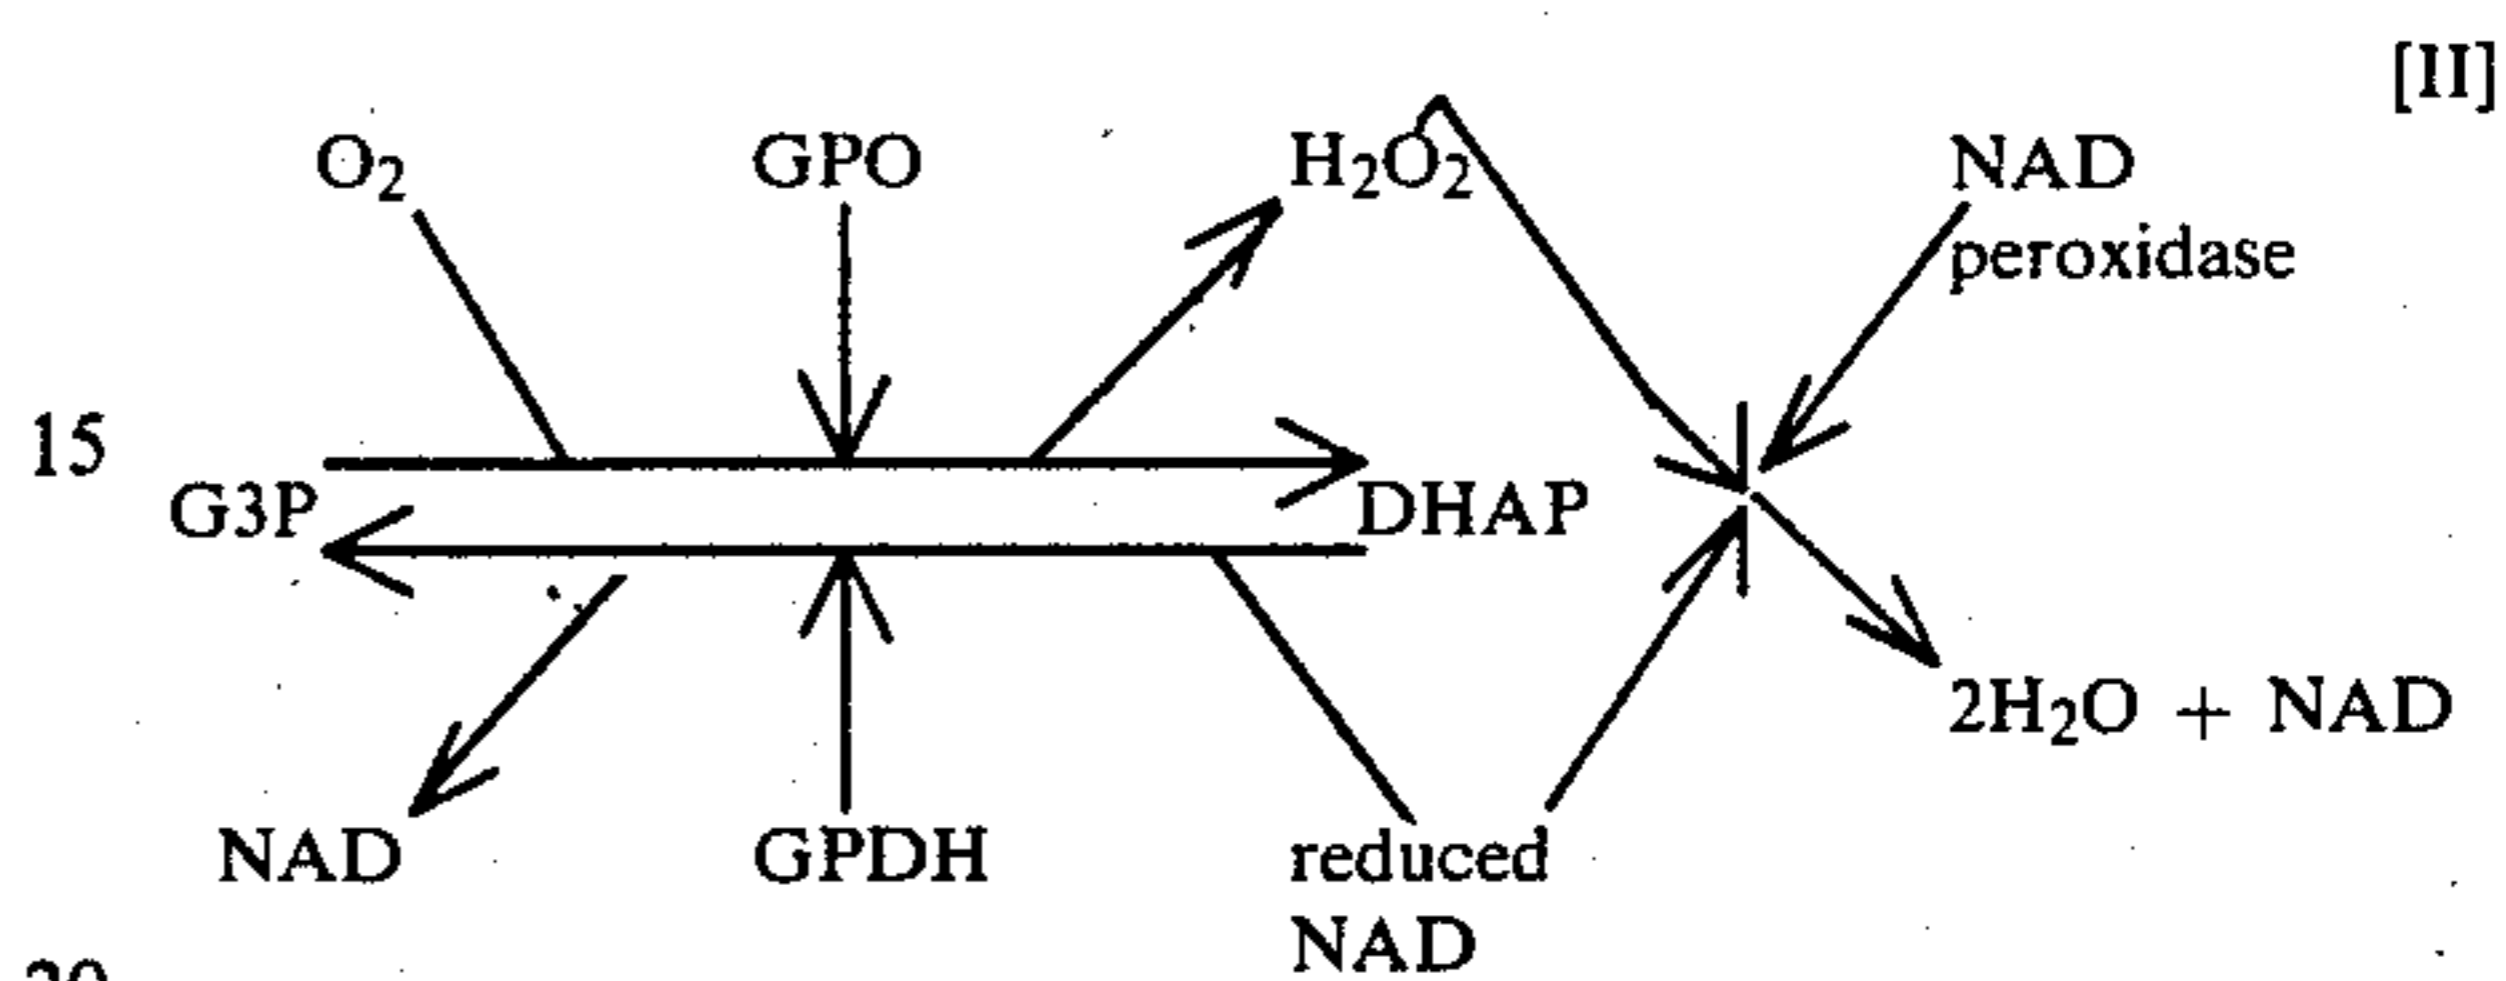 [II]
O₂ GPO H₂O₂ NAD
peroxidase
15
G3P DHAP
2H₂O + NAD
NAD GPDH reduced
NAD